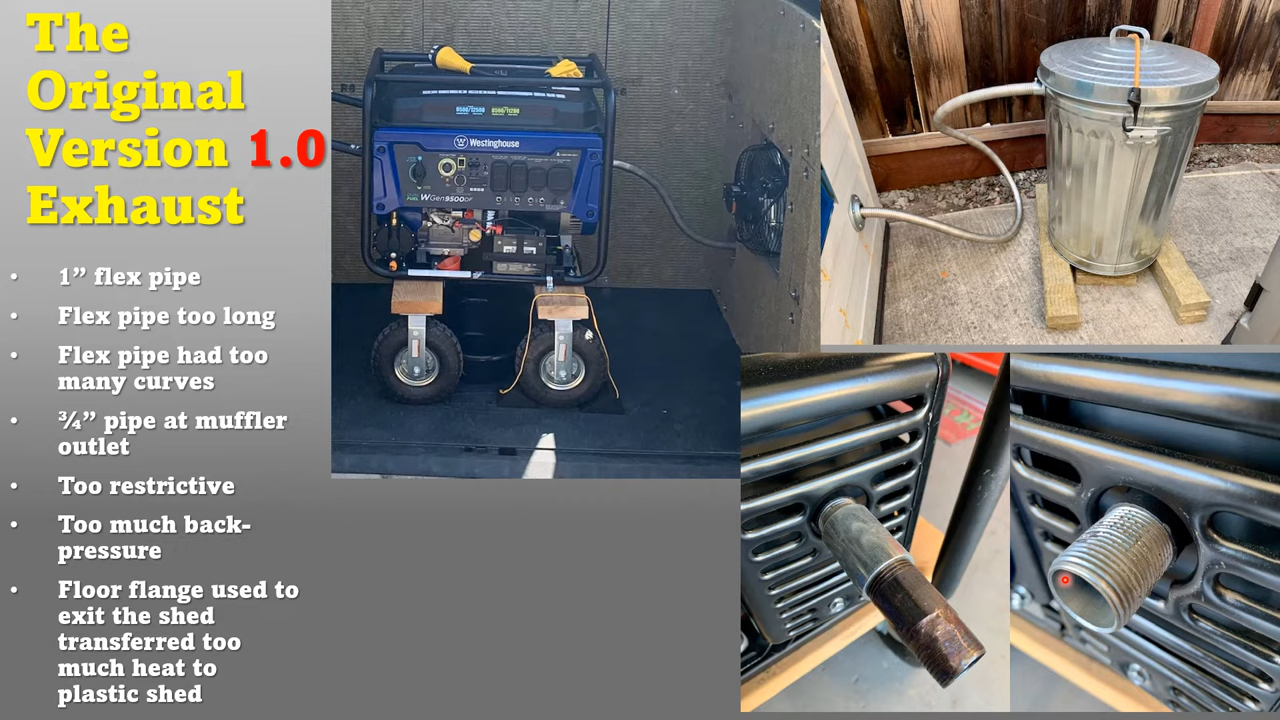 The
Original
Version 1.0
Exhaust
• 1” flex pipe
• Flex pipe too long
• Flex pipe had too
many curves
• ¾” pipe at muffler
outlet
• Too restrictive
• Too much back-
pressure
• Floor flange used to
exit the shed
transferred too
much heat to
plastic shed
Westinghouse
WGen9500DF